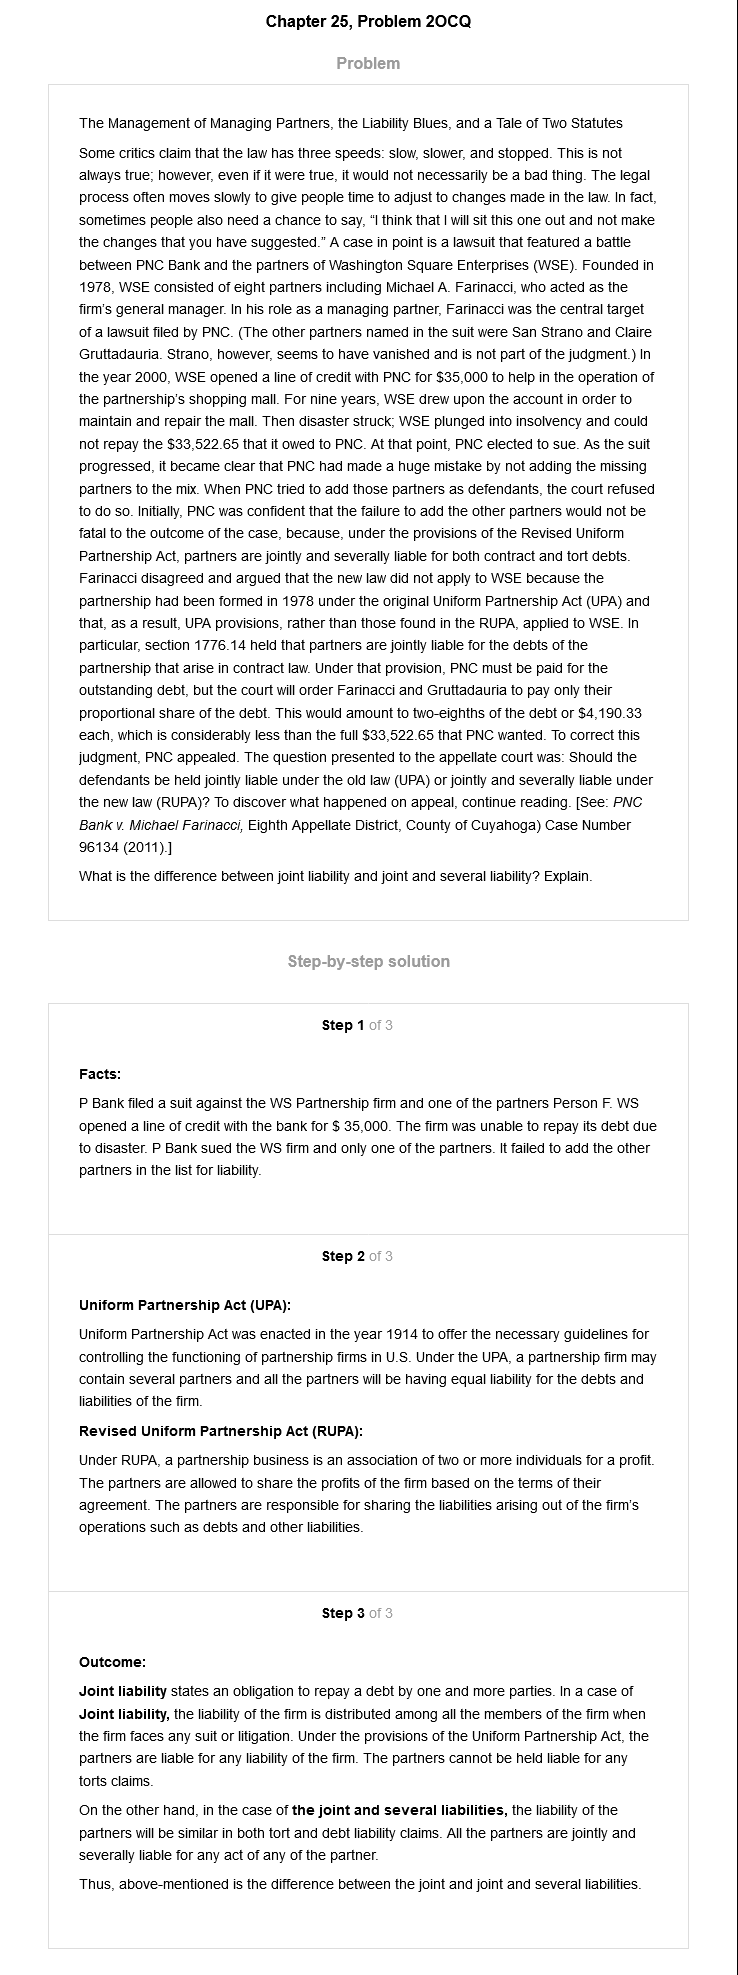 Chapter 25, Problem 2OCQ
Problem
The Management of Managing Partners, the Liability Blues, and a Tale of Two Statutes
Some critics claim that the law has three speeds: slow, slower, and stopped. This is not
always true; however, even if it were true, it would not necessarily be a bad thing. The legal
process often moves slowly to give people time to adjust to changes made in the law. In fact,
sometimes people also need a chance to say, “I think that I will sit this one out and not make
the changes that you have suggested.” A case in point is a lawsuit that featured a battle
between PNC Bank and the partners of Washington Square Enterprises (WSE). Founded in
1978, WSE consisted of eight partners including Michael A. Farinacci, who acted as the
firm’s general manager. In his role as a managing partner, Farinacci was the central target
of a lawsuit filed by PNC. (The other partners named in the suit were San Strano and Claire
Gruttadauria. Strano, however, seems to have vanished and is not part of the judgment.) In
the year 2000, WSE opened a line of credit with PNC for $35,000 to help in the operation of
the partnership’s shopping mall. For nine years, WSE drew upon the account in order to
maintain and repair the mall. Then disaster struck; WSE plunged into insolvency and could
not repay the $33,522.65 that it owed to PNC. At that point, PNC elected to sue. As the suit
progressed, it became clear that PNC had made a huge mistake by not adding the missing
partners to the mix. When PNC tried to add those partners as defendants, the court refused
to do so. Initially, PNC was confident that the failure to add the other partners would not be
fatal to the outcome of the case, because, under the provisions of the Revised Uniform
Partnership Act, partners are jointly and severally liable for both contract and tort debts.
Farinacci disagreed and argued that the new law did not apply to WSE because the
partnership had been formed in 1978 under the original Uniform Partnership Act (UPA) and
that, as a result, UPA provisions, rather than those found in the RUPA, applied to WSE. In
particular, section 1776.14 held that partners are jointly liable for the debts of the
partnership that arise in contract law. Under that provision, PNC must be paid for the
outstanding debt, but the court will order Farinacci and Gruttadauria to pay only their
proportional share of the debt. This would amount to two-eighths of the debt or $4,190.33
each, which is considerably less than the full $33,522.65 that PNC wanted. To correct this
judgment, PNC appealed. The question presented to the appellate court was: Should the
defendants be held jointly liable under the old law (UPA) or jointly and severally liable under
the new law (RUPA)? To discover what happened on appeal, continue reading. [See: PNC
Bank v. Michael Farinacci, Eighth Appellate District, County of Cuyahoga) Case Number
96134 (2011).]
What is the difference between joint liability and joint and several liability? Explain.
Step-by-step solution
Step 1 of 3
Facts:
P Bank filed a suit against the WS Partnership firm and one of the partners Person F. WS
opened a line of credit with the bank for $ 35,000. The firm was unable to repay its debt due
to disaster. P Bank sued the WS firm and only one of the partners. It failed to add the other
partners in the list for liability.
Step 2 of 3
Uniform Partnership Act (UPA):
Uniform Partnership Act was enacted in the year 1914 to offer the necessary guidelines for
controlling the functioning of partnership firms in U.S. Under the UPA, a partnership firm may
contain several partners and all the partners will be having equal liability for the debts and
liabilities of the firm.
Revised Uniform Partnership Act (RUPA):
Under RUPA, a partnership business is an association of two or more individuals for a profit.
The partners are allowed to share the profits of the firm based on the terms of their
agreement. The partners are responsible for sharing the liabilities arising out of the firm’s
operations such as debts and other liabilities.
Step 3 of 3
Outcome:
Joint liability states an obligation to repay a debt by one and more parties. In a case of
Joint liability, the liability of the firm is distributed among all the members of the firm when
the firm faces any suit or litigation. Under the provisions of the Uniform Partnership Act, the
partners are liable for any liability of the firm. The partners cannot be held liable for any
torts claims.
On the other hand, in the case of the joint and several liabilities, the liability of the
partners will be similar in both tort and debt liability claims. All the partners are jointly and
severally liable for any act of any of the partner.
Thus, above-mentioned is the difference between the joint and joint and several liabilities.